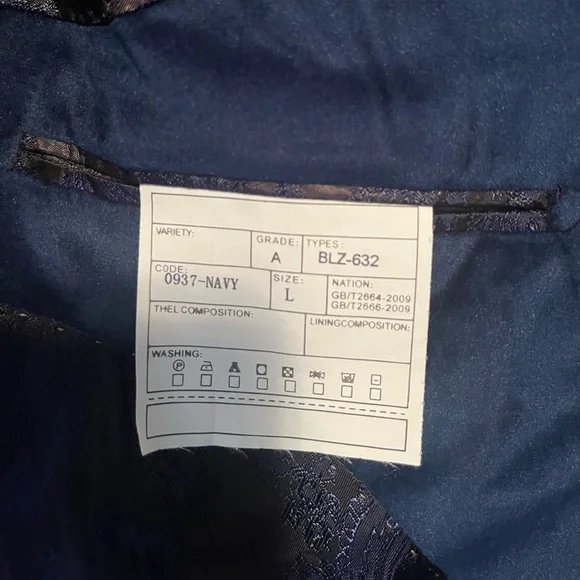 VARIETY:
GRADE:
A
TYPES:
BLZ-632
CODE:
0937-NAVY
SIZE:
L
NATION:
GB/T2664-2009
GB/T2666-2009
THEL COMPOSITION:
LININGCOMPOSITION:
WASHING:
P
A